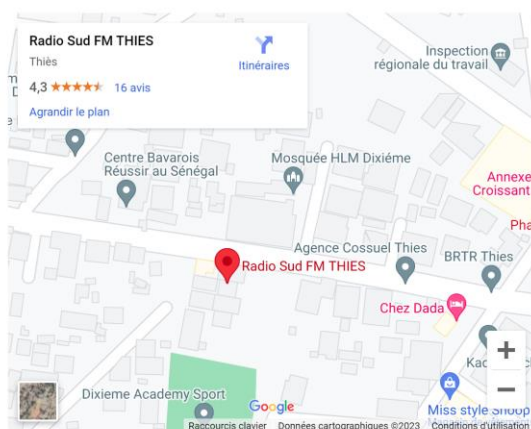 Radio Sud FM THIES
Thiès
4,3
16 avis
Itinéraires
Agrandir le plan
Inspection
régionale du travail
Centre Bavarois
Réussir au Sénégal
Mosquée HLM Dixiéme
Annexe
Croissant
Pha
Agence Cossuel Thies
BRTR Thies
Radio Sud FM THIES
Chez Dada
Dixieme Academy Sport
Google
Miss style
Raccourcis clavier
Données cartographiques ©2023
Conditions d'utilisation